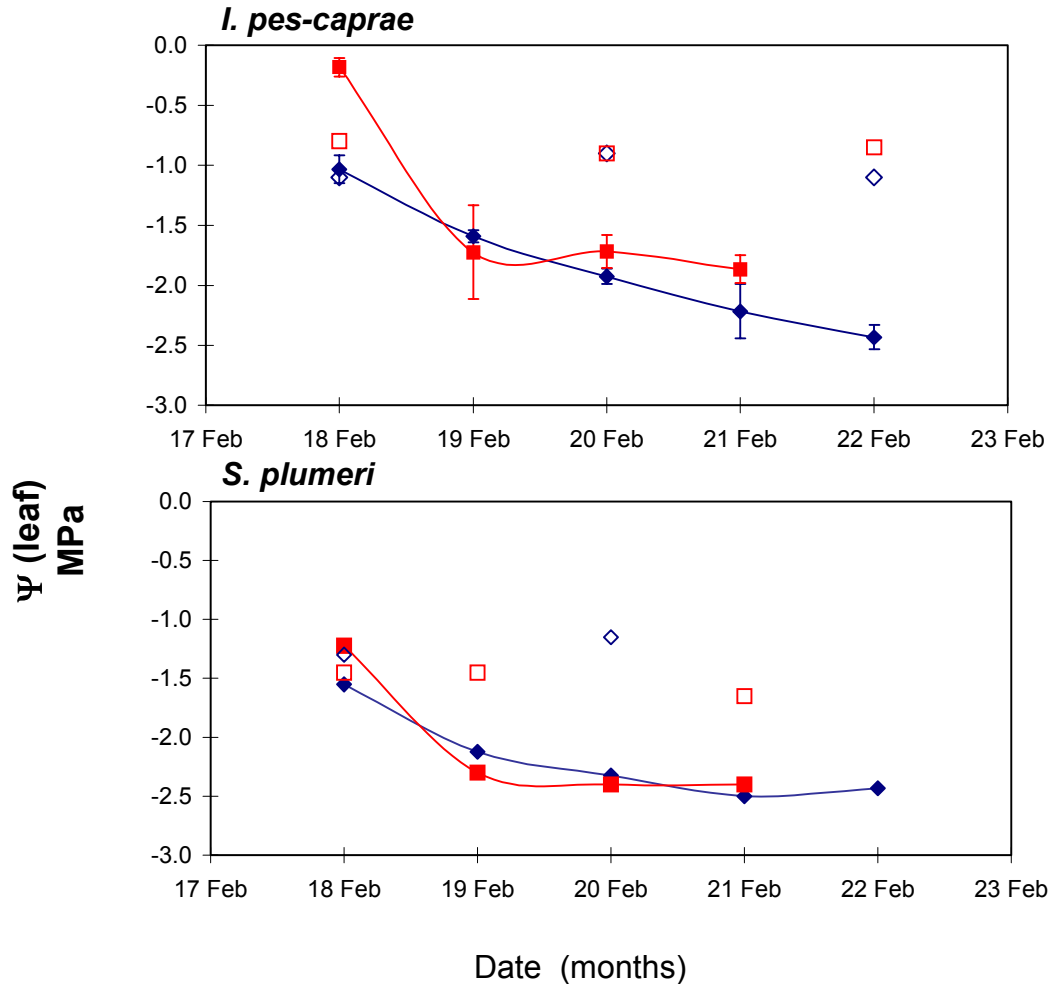 I. pes-caprae
0.0
-0.5
-1.0
-1.5
-2.0
-2.5
-3.0
17 Feb 18 Feb 19 Feb 20 Feb 21 Feb 22 Feb 23 Feb
S. plumeri
Ψ (leaf)
MPa
0.0
-0.5
-1.0
-1.5
-2.0
-2.5
-3.0
17 Feb 18 Feb 19 Feb 20 Feb 21 Feb 22 Feb 23 Feb
Date (months)